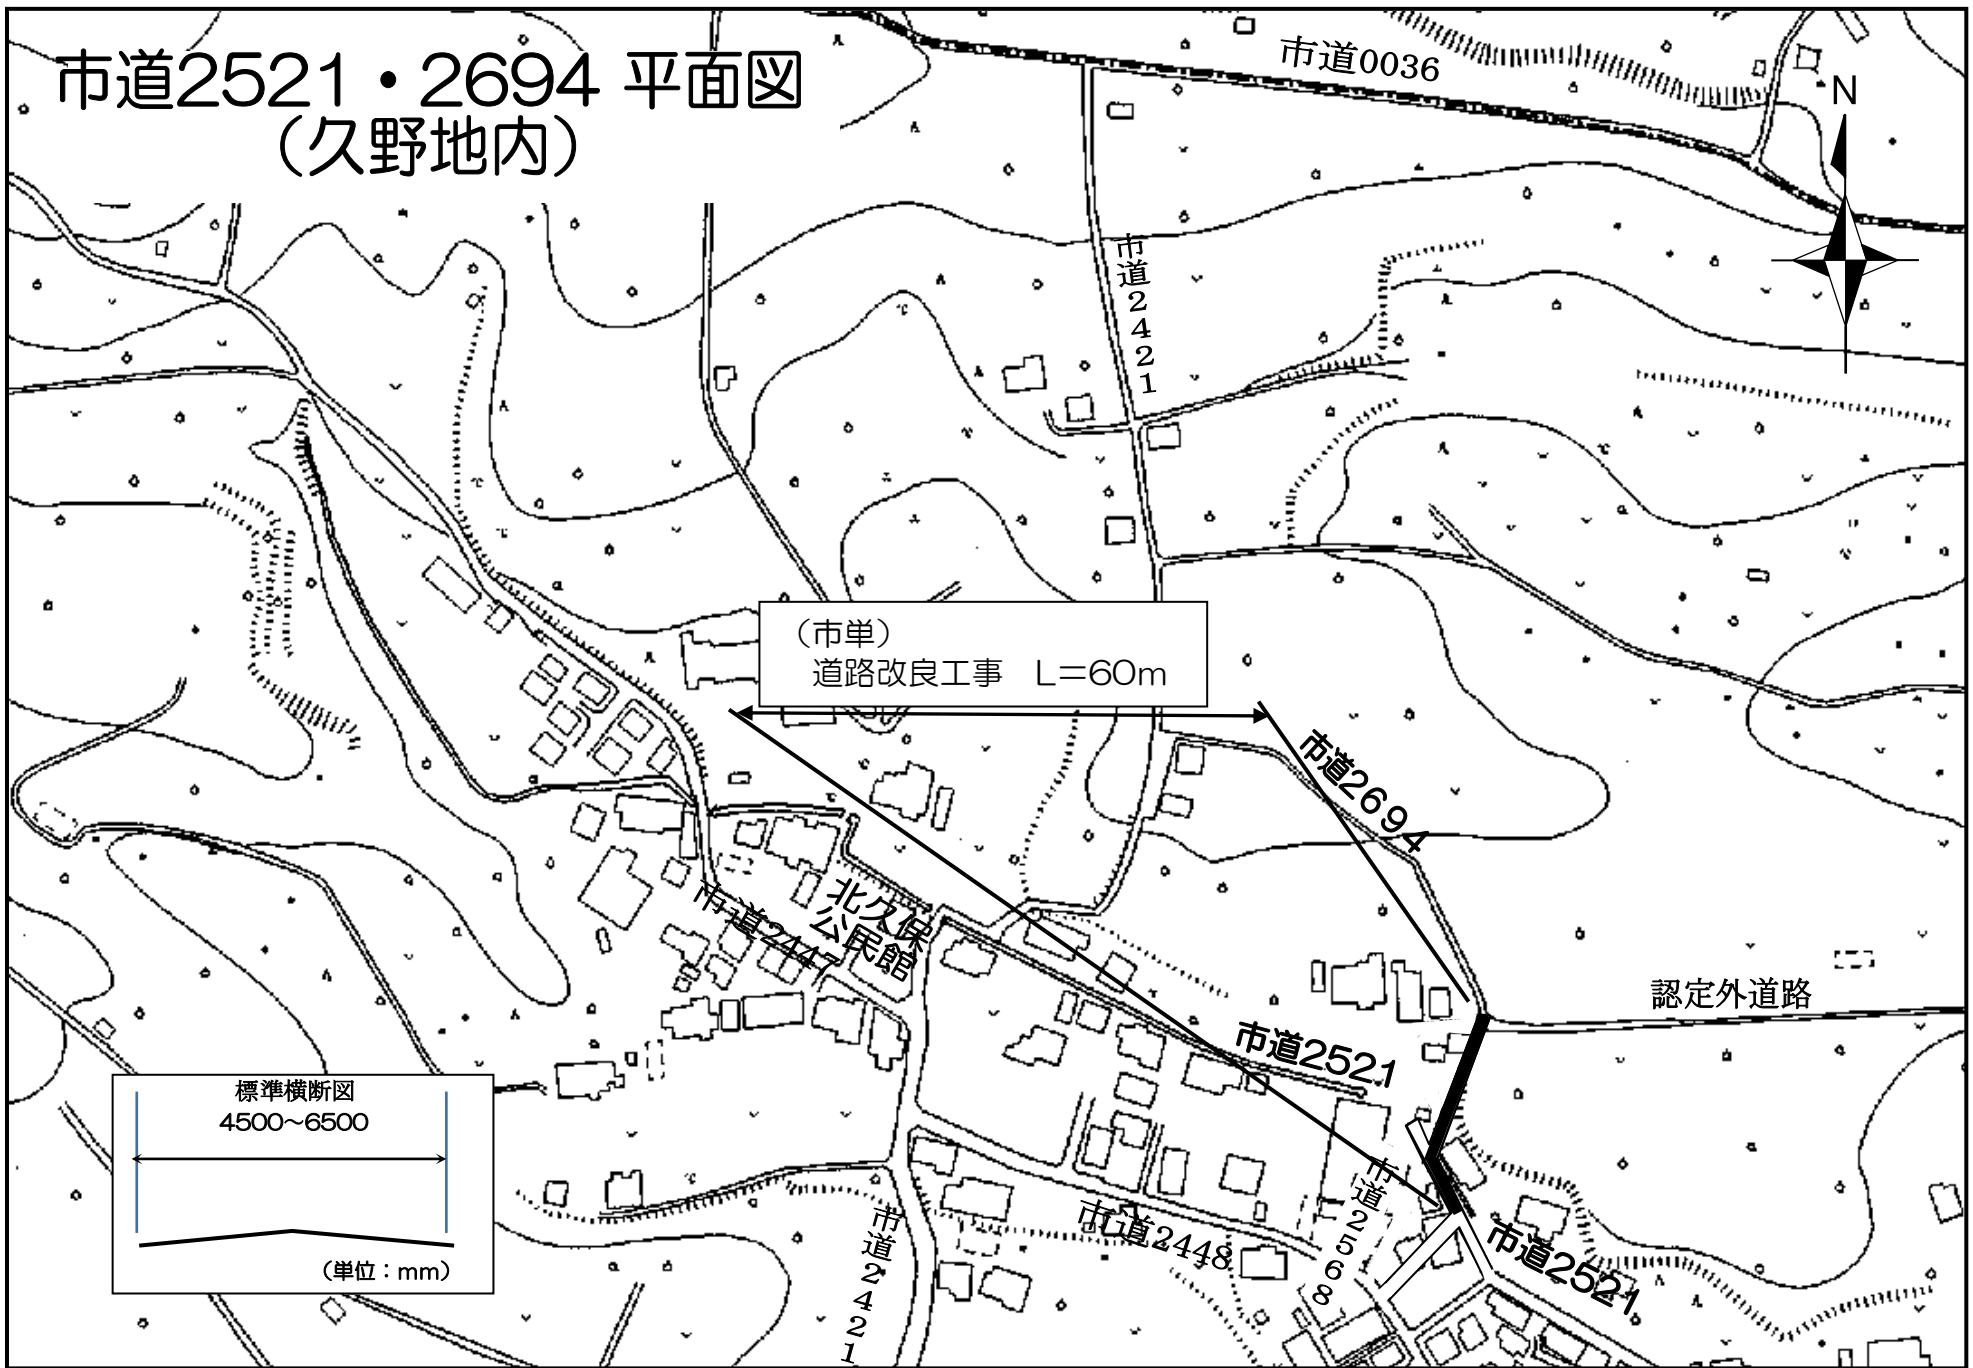 市道2521・2694 平面図
（久野地内）
市道0036
N
市道2421
（市単）
道路改良工事　L＝60m
市道2694
北久保
公民館
市道2447
認定外道路
市道2521
標準横断図
4500～6500
（単位：mm）
市道2568
市道2448
市道2421
市道2521